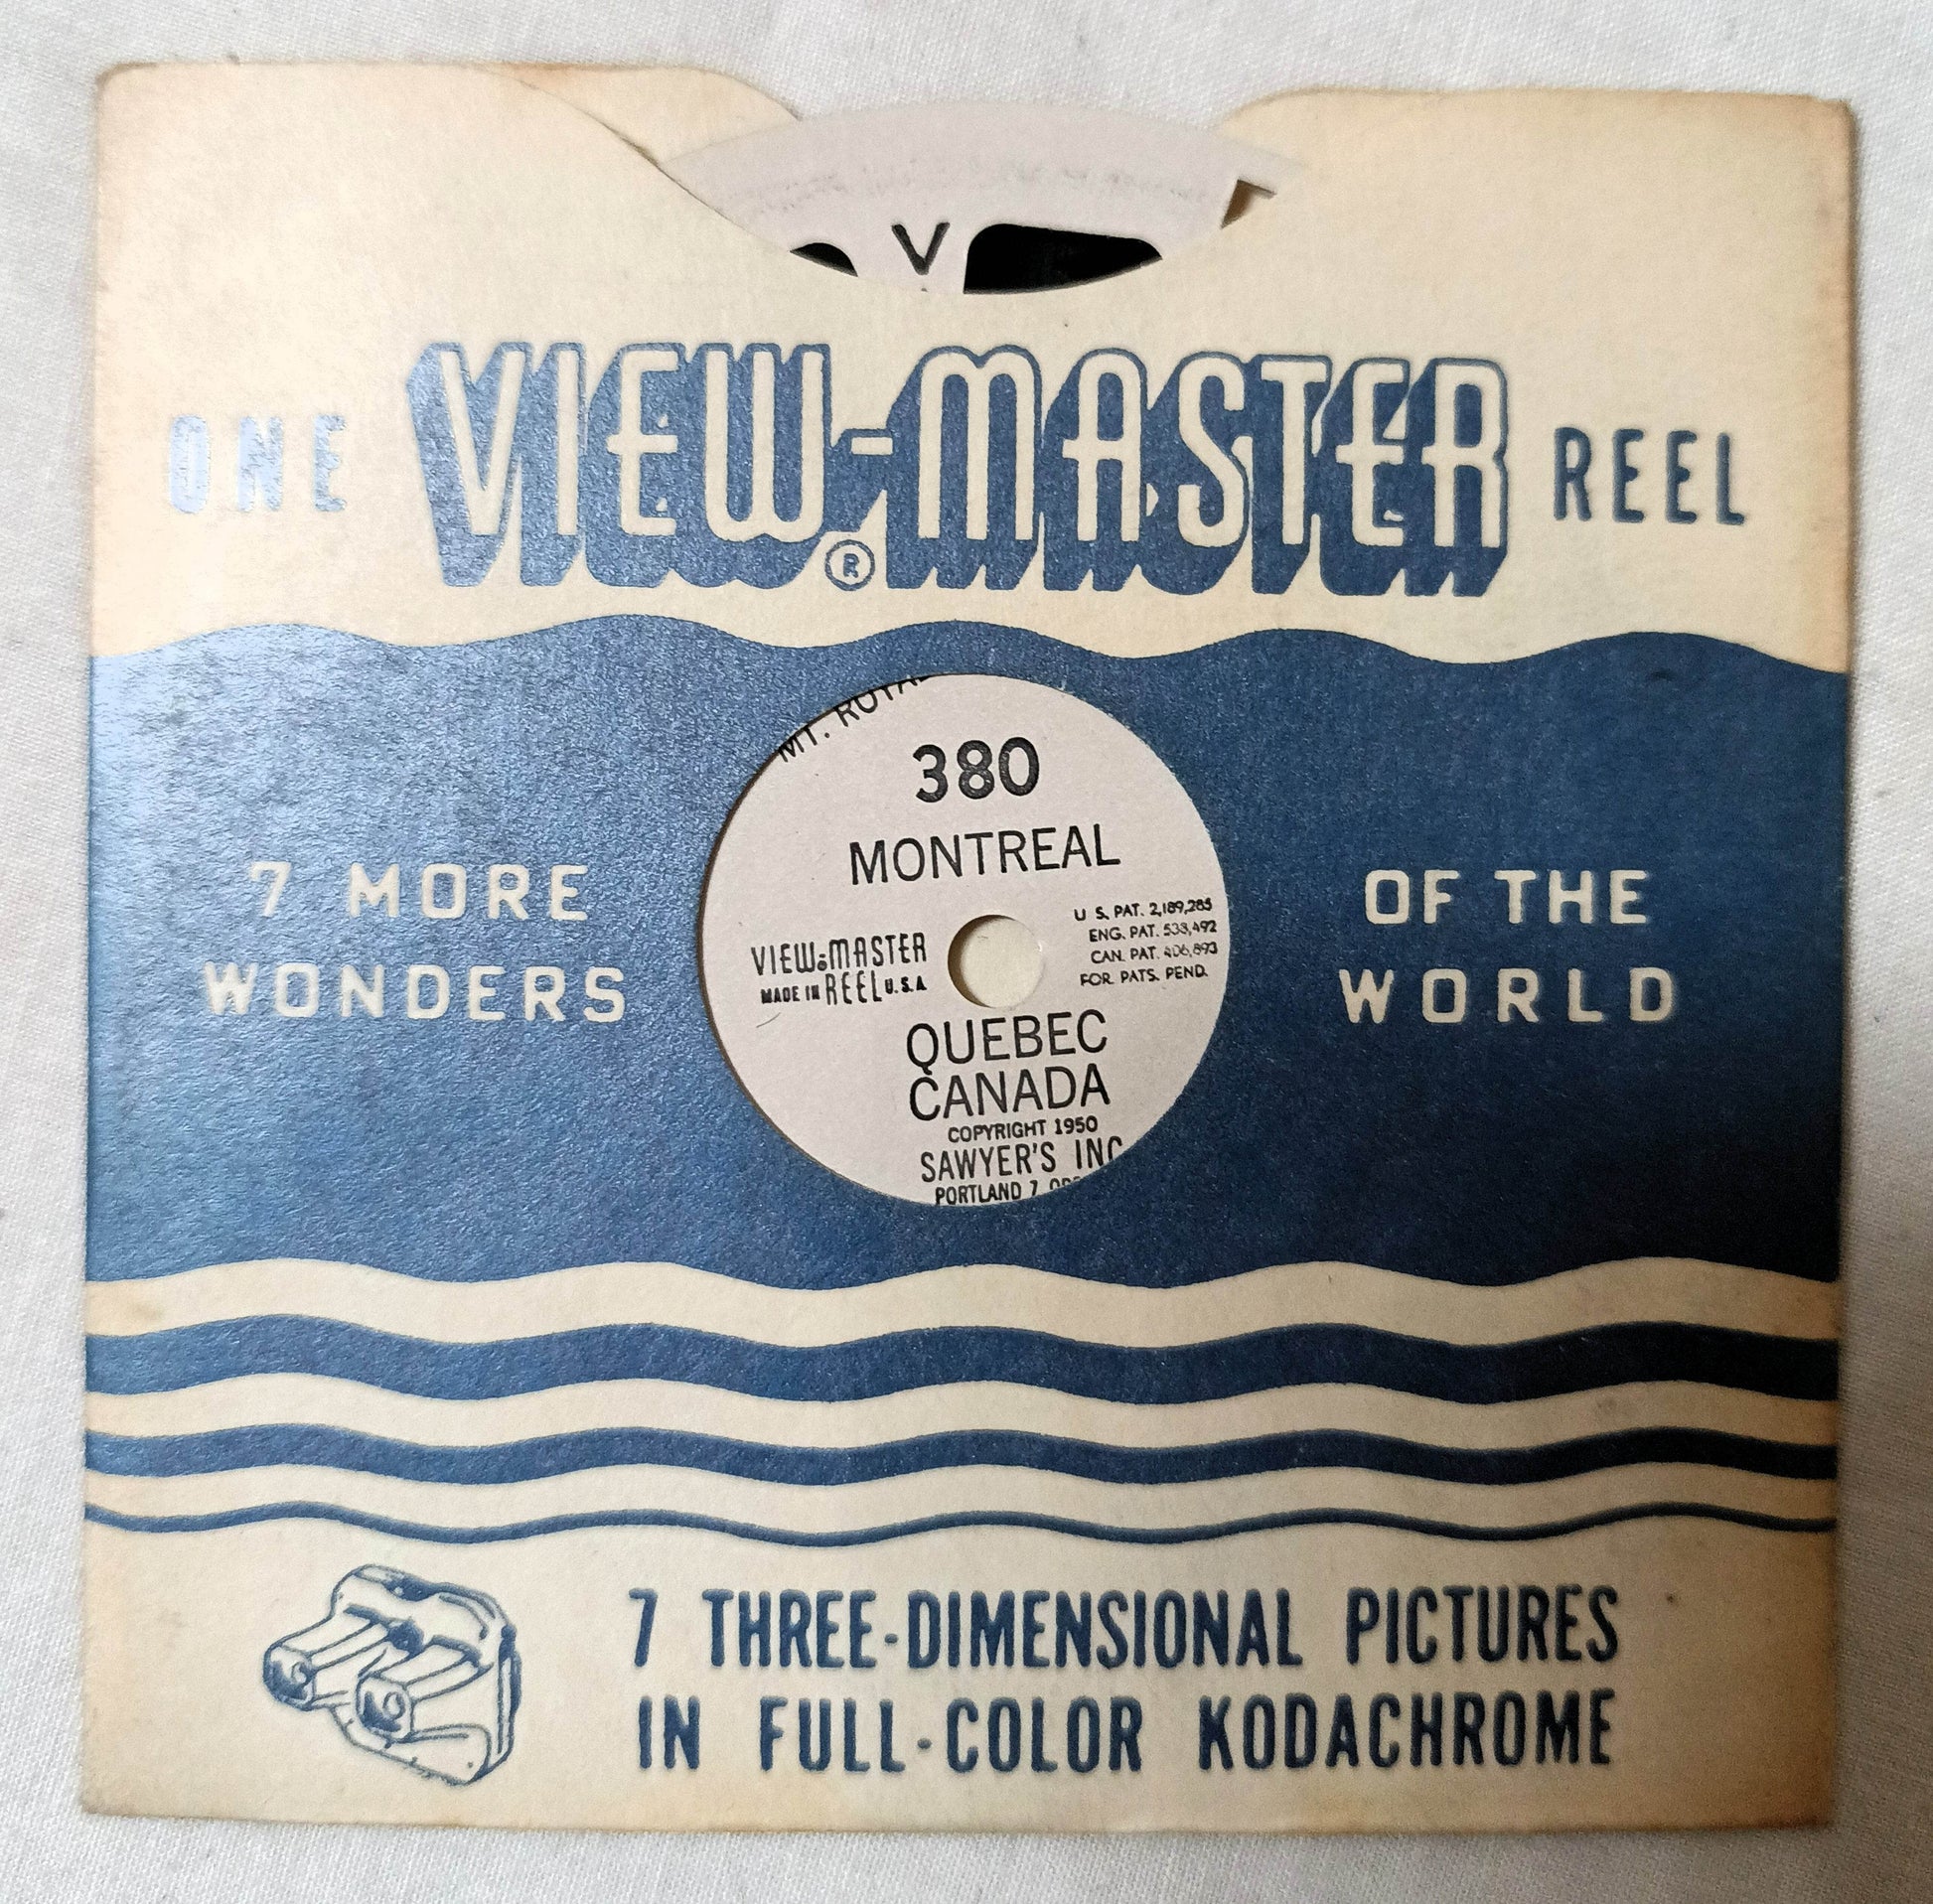 V
ONE VIEW-MASTER® REEL
MT. ROYAL
380
MONTREAL
7 MORE
WONDERS
VIEW-MASTER
MADE IN REEL U.S.A.
U.S. PAT. 2,189,285
ENG. PAT. 533,492
CAN. PAT. 406,893
FOR. PATS. PEND.
OF THE
WORLD
QUEBEC
CANADA
COPYRIGHT 1950
SAWYER'S INC
PORTLAND 7
7 THREE-DIMENSIONAL PICTURES
IN FULL-COLOR KODACHROME